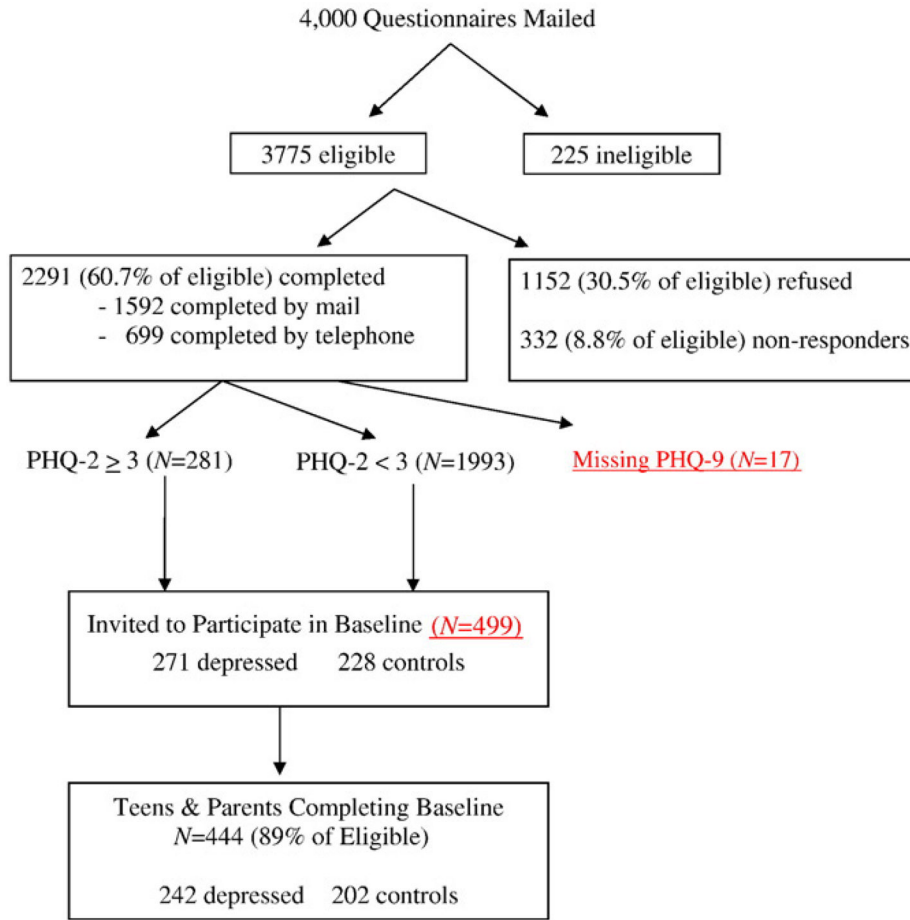 4,000 Questionnaires Mailed
3775 eligible
225 ineligible
2291 (60.7% of eligible) completed
- 1592 completed by mail
- 699 completed by telephone
1152 (30.5% of eligible) refused
332 (8.8% of eligible) non-responders
PHQ-2 ≥ 3 (N=281)
PHQ-2 < 3 (N=1993)
Missing PHQ-9 (N=17)
Invited to Participate in Baseline (N=499)
271 depressed 228 controls
Teens & Parents Completing Baseline
N=444 (89% of Eligible)
242 depressed 202 controls